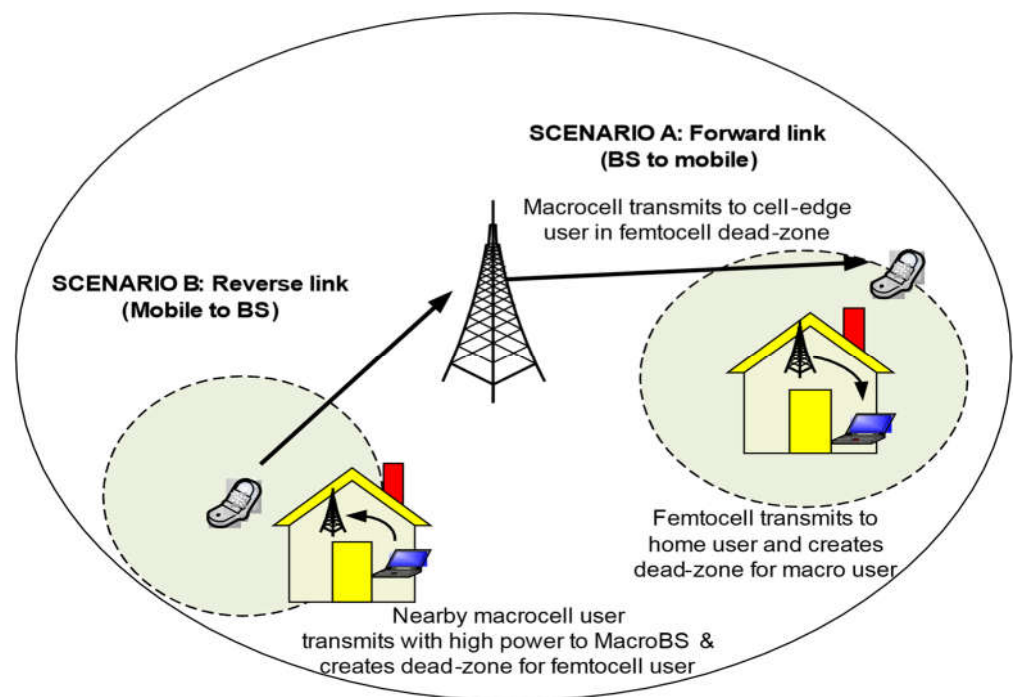 SCENARIO A: Forward link
(BS to mobile)
Macrocell transmits to cell-edge
user in femtocell dead-zone
SCENARIO B: Reverse link
(Mobile to BS)
Femtocell transmits to
home user and creates
dead-zone for macro user
Nearby macrocell user
transmits with high power to MacroBS &
creates dead-zone for femtocell user